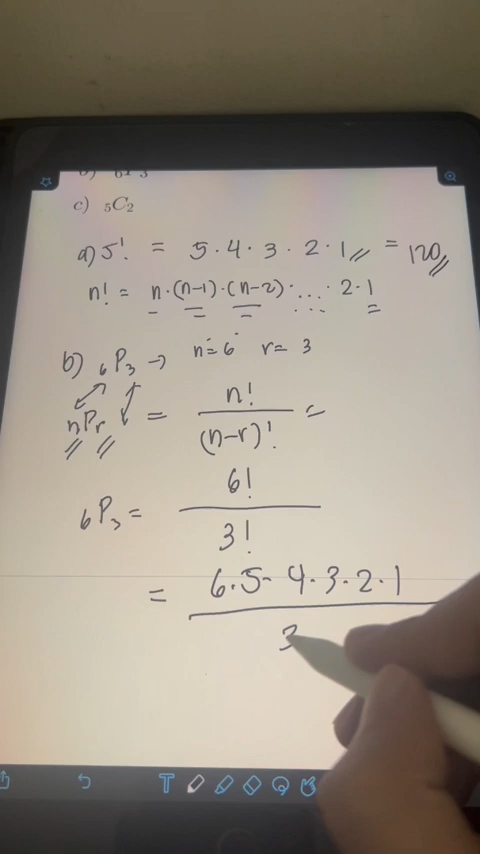 c) ₅C₂
a) 5! = 5 · 4 · 3 · 2 · 1 = 120
n! = n · (n-1) · (n-2) · ... · 2 · 1
b) ₆P₃ → n = 6 r = 3
nPr = n! / (n-r)! =
₆P₃ = 6! / 3!
= 6 · 5 · 4 · 3 · 2 · 1
3
T